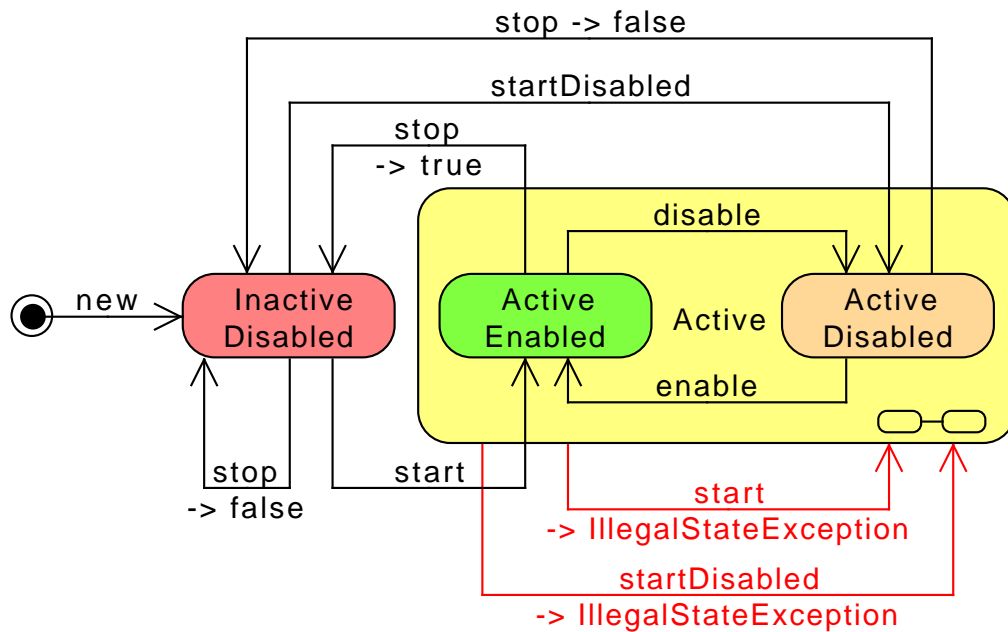 stop -> false
startDisabled
stop
-> true
disable
new
Inactive
Disabled
Active
Enabled
Active
Active
Disabled
enable
stop
-> false
start
start
-> IllegalStateException
startDisabled
-> IllegalStateException